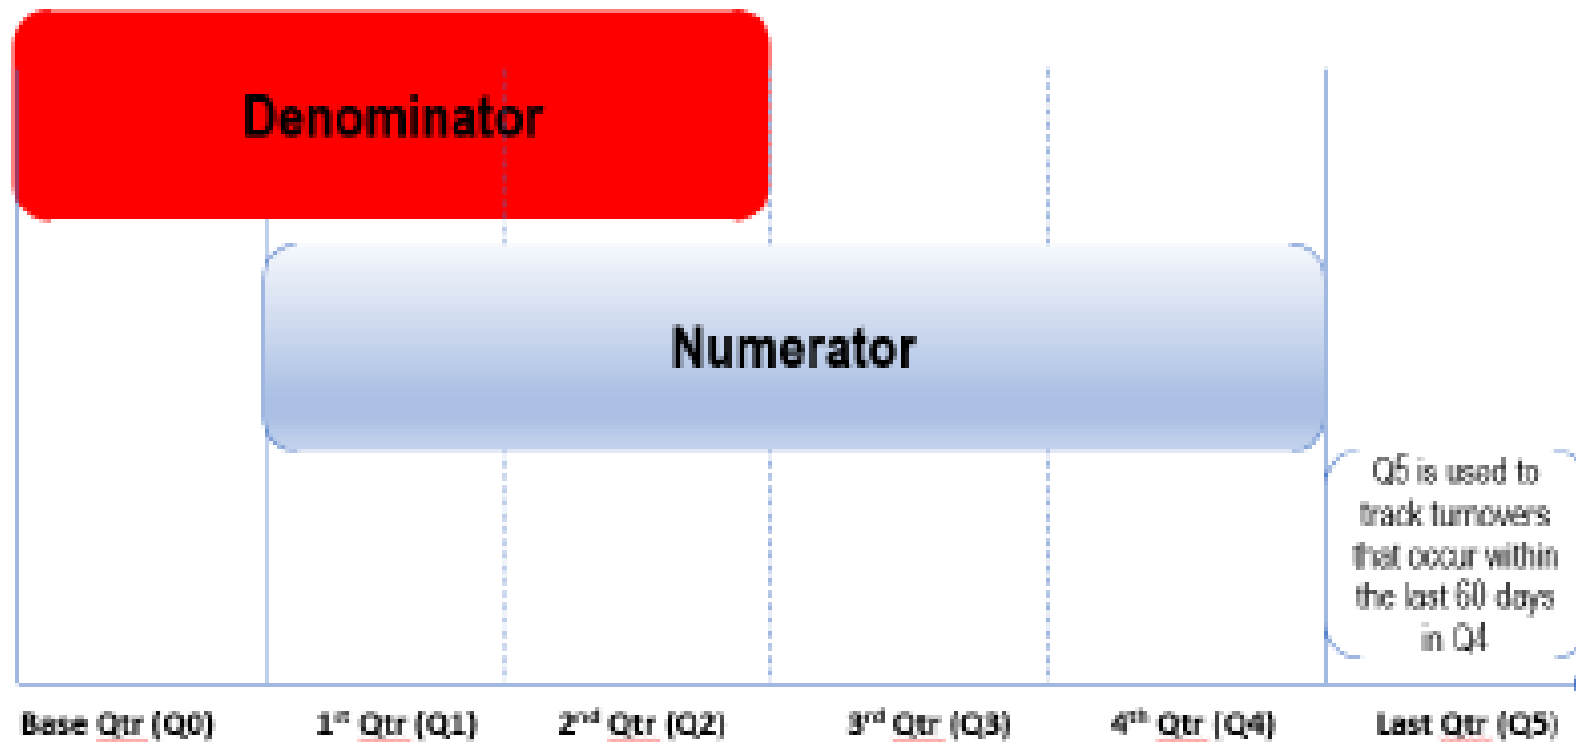 Denominator
Numerator
Q5 is used to
track turnovers
that occur within
the last 60 days
in Q4
Base Qtr (Q0) 1st Qtr (Q1) 2nd Qtr (Q2) 3rd Qtr (Q3) 4th Qtr (Q4) Last Qtr (Q5)